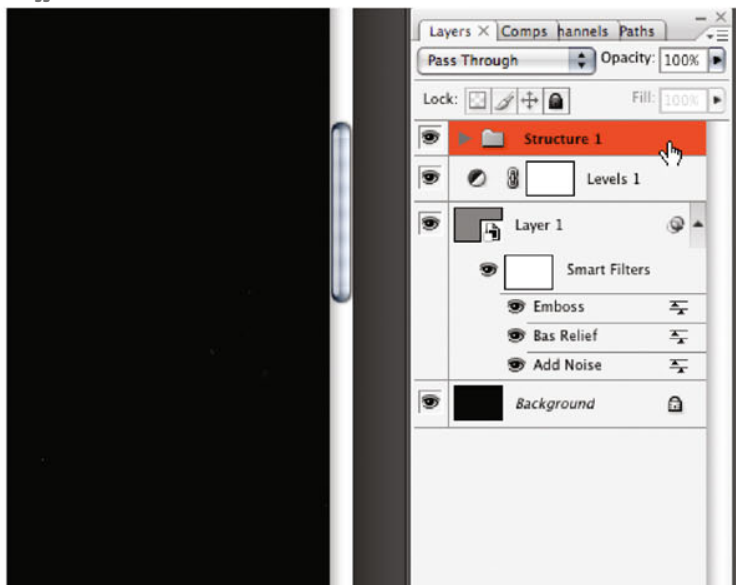 Layers × Comps hannels Paths
Pass Through Opacity: 100%
Lock: Fill: 100%
Structure 1
Levels 1
Layer 1
Smart Filters
Emboss
Bas Relief
Add Noise
Background